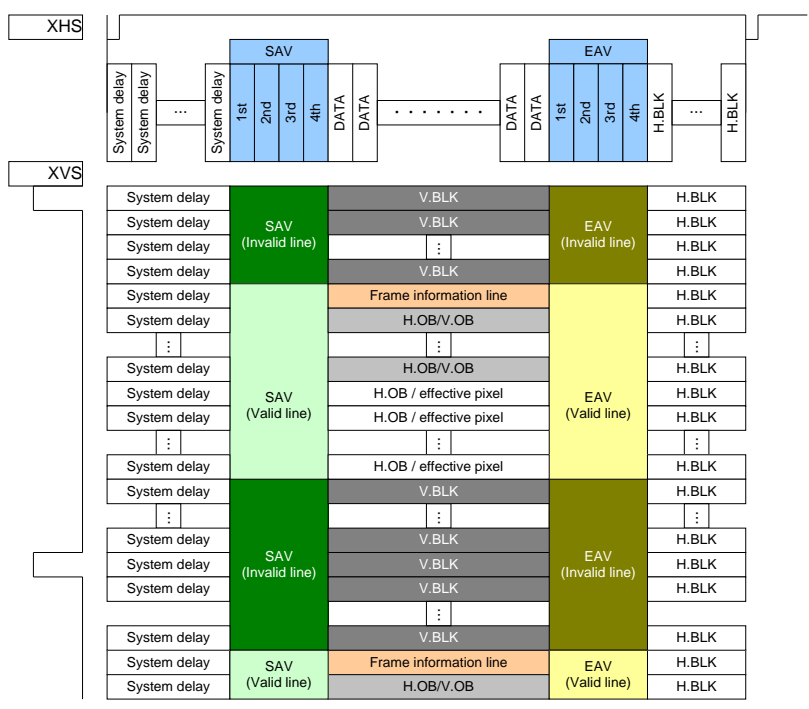 XHS
SAV
EAV
System delay
System delay
...
System delay
1st
2nd
3rd
4th
DATA
DATA
.......
DATA
DATA
1st
2nd
3rd
4th
H.BLK
...
H.BLK
XVS
System delay
SAV
(Invalid line)
V.BLK
EAV
(Invalid line)
H.BLK
System delay
V.BLK
H.BLK
System delay
...
H.BLK
System delay
V.BLK
H.BLK
System delay
SAV
(Valid line)
Frame information line
EAV
(Valid line)
H.BLK
System delay
H.OB/V.OB
H.BLK
...
...
...
System delay
H.OB/V.OB
H.BLK
System delay
H.OB / effective pixel
H.BLK
System delay
H.OB / effective pixel
H.BLK
...
...
...
System delay
H.OB / effective pixel
H.BLK
System delay
SAV
(Invalid line)
V.BLK
EAV
(Invalid line)
H.BLK
...
...
...
System delay
V.BLK
H.BLK
System delay
V.BLK
H.BLK
System delay
V.BLK
H.BLK
...
System delay
V.BLK
H.BLK
System delay
SAV
(Valid line)
Frame information line
EAV
(Valid line)
H.BLK
System delay
H.OB/V.OB
H.BLK